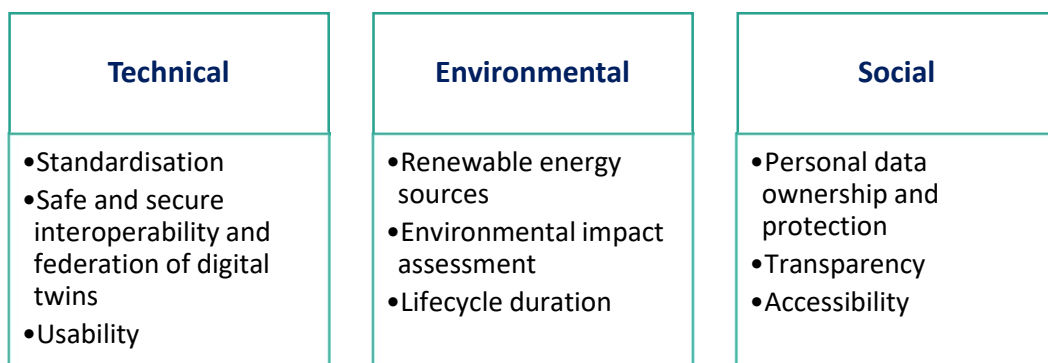 Technical
•Standardisation
•Safe and secure
interoperability and
federation of digital
twins
•Usability
Environmental
•Renewable energy
sources
•Environmental impact
assessment
•Lifecycle duration
Social
•Personal data
ownership and
protection
•Transparency
•Accessibility